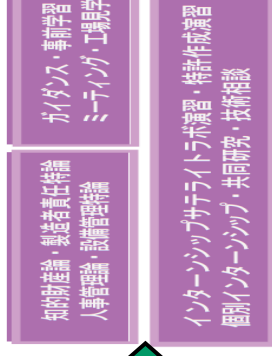 ガイダンス・事前学習
ミーティング・工場見学
知的財産論・製造者責任特論
人事管理論・設備管理特論
インターンシップサテライトラボ演習・特許作成演習
個別インターンシップ・共同研究・技術相談